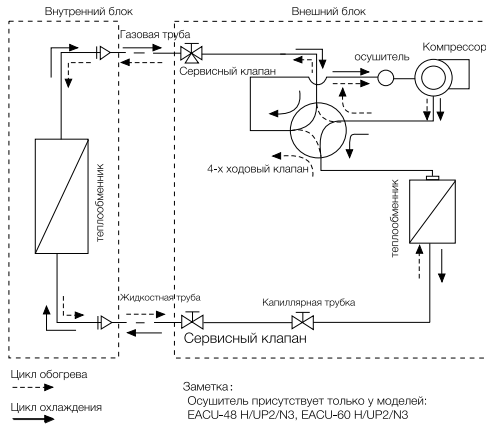 Внутренний блок
Внешний блок
Газовая труба
Компрессор
осушитель
Сервисный клапан
4-х ходовый клапан
теплообменник
теплообменник
Жидкостная труба
Капиллярная трубка
Сервисный клапан
Цикл обогрева
Цикл охлаждения
Заметка:
Осушитель присутствует только у моделей:
EACU-48 H/UP2/N3, EACU-60 H/UP2/N3